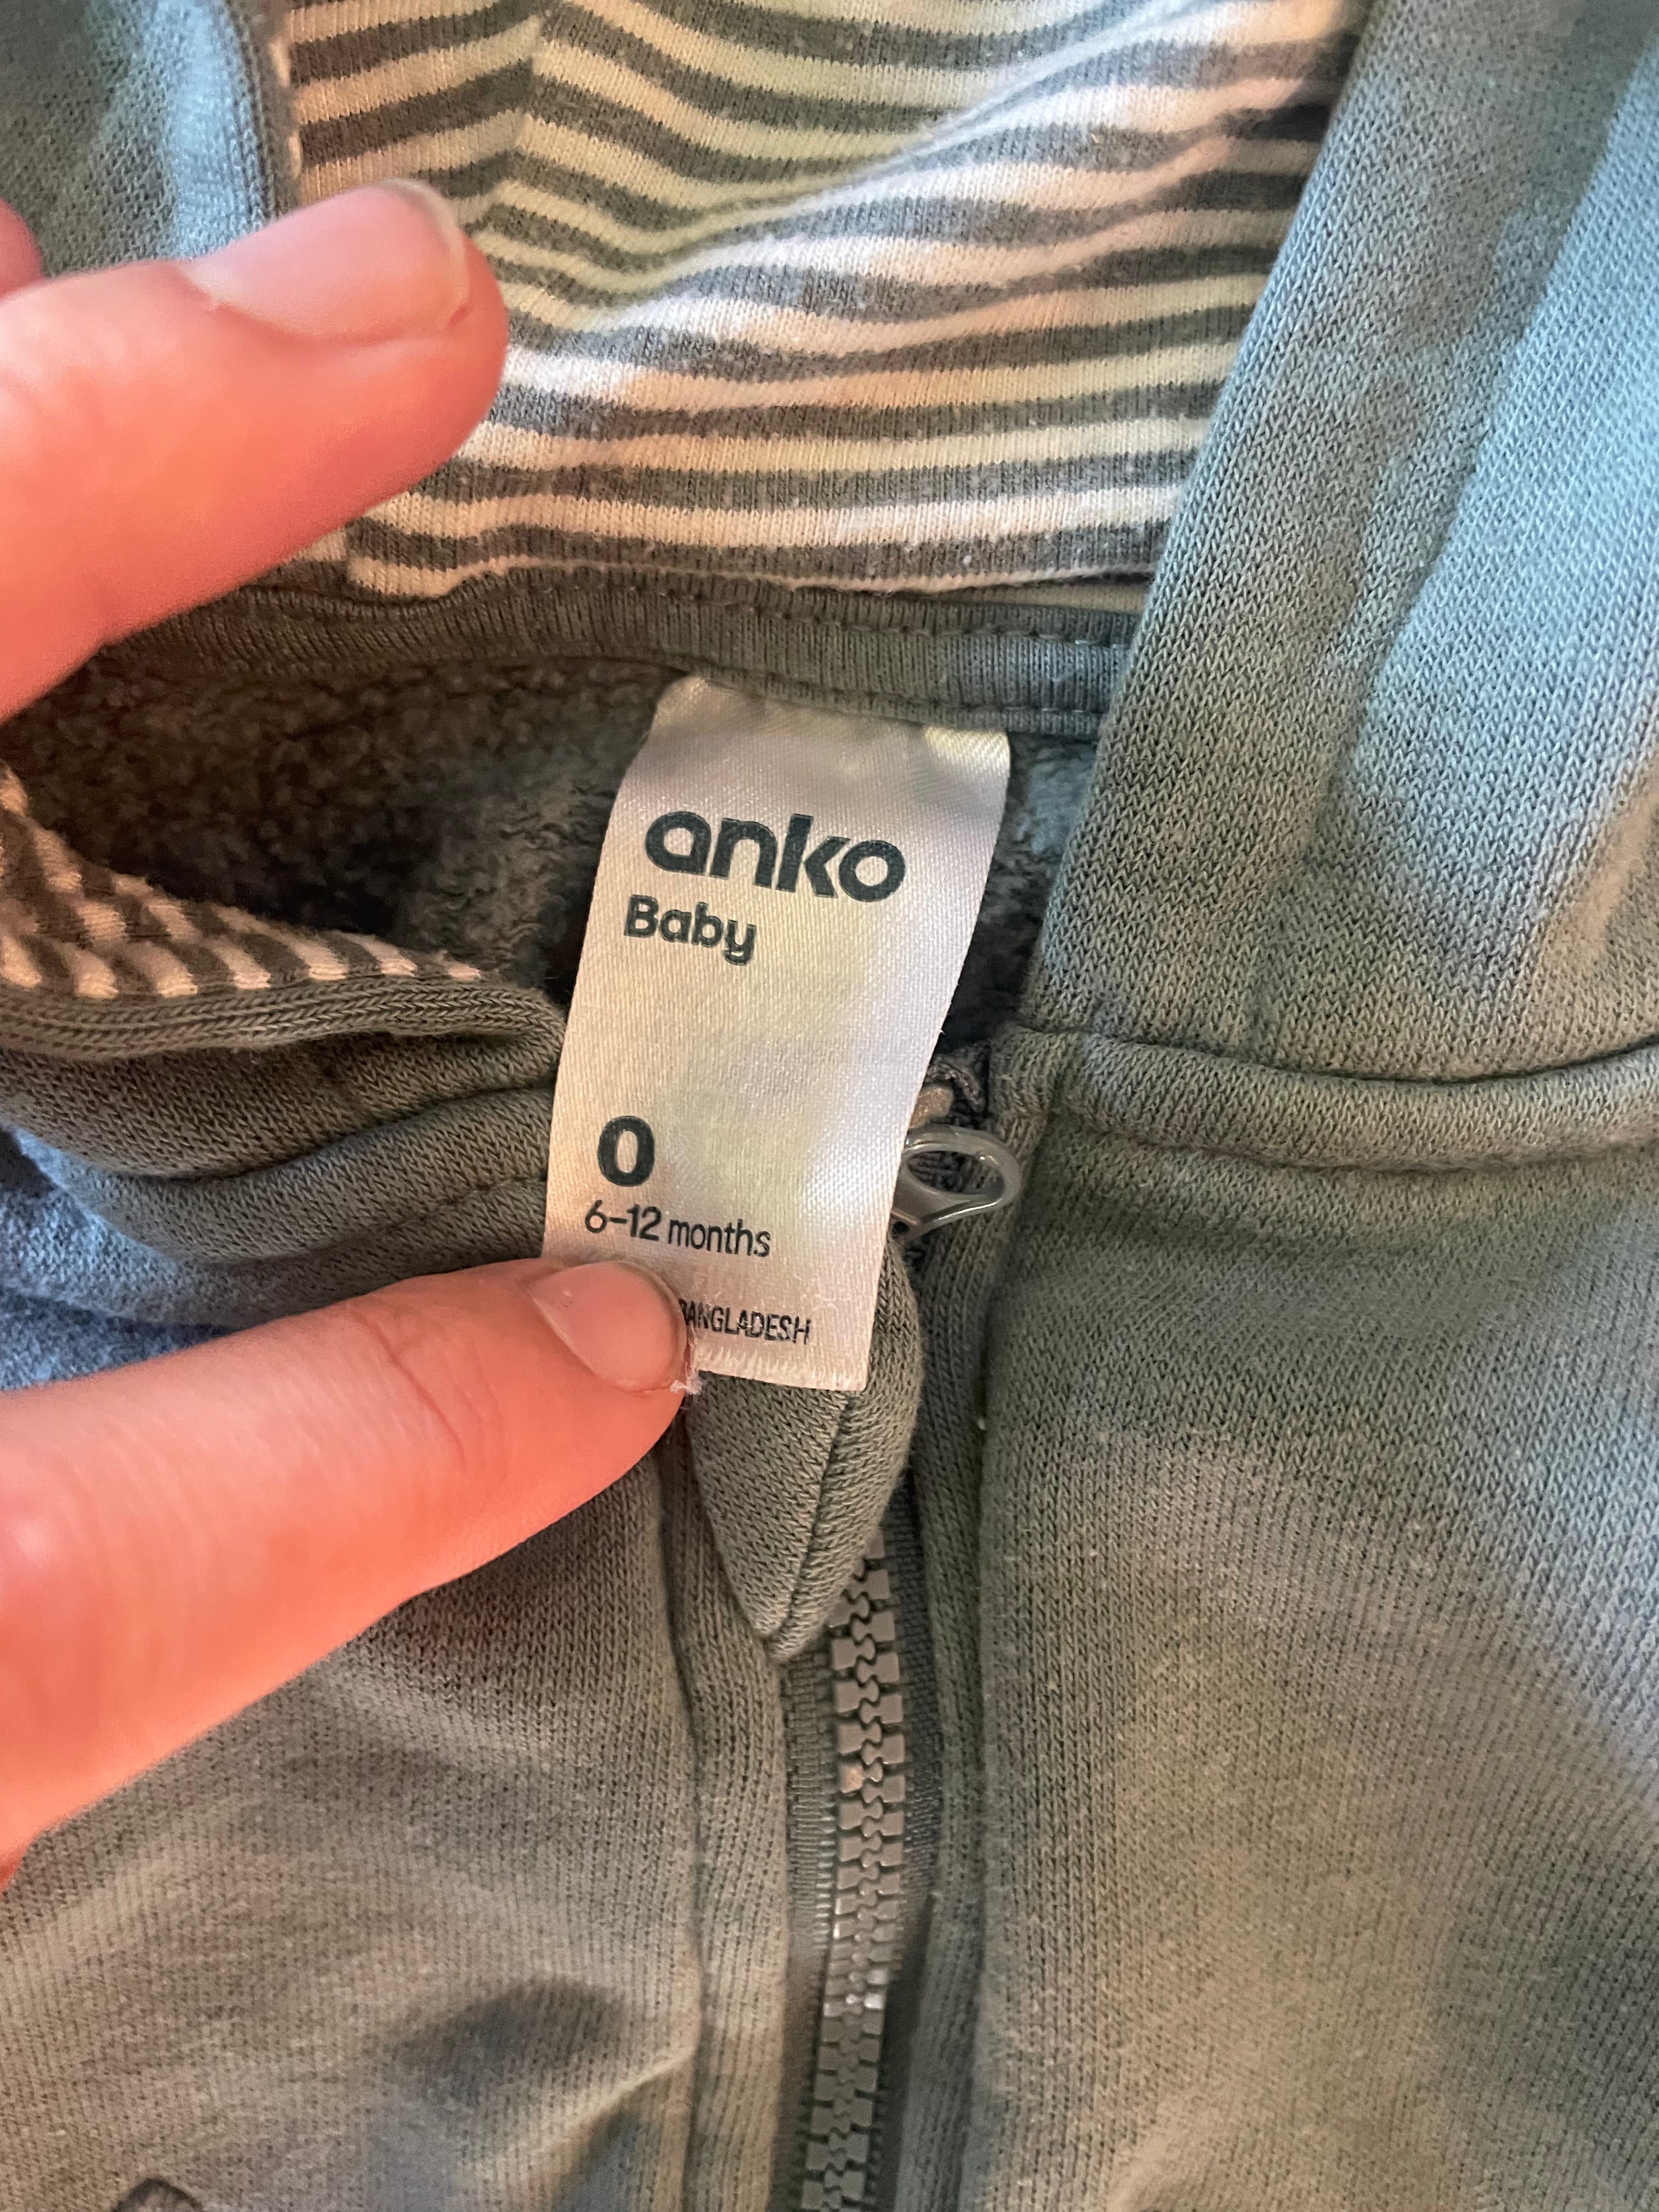 anko
Baby
0
6-12 months
BANGLADESH